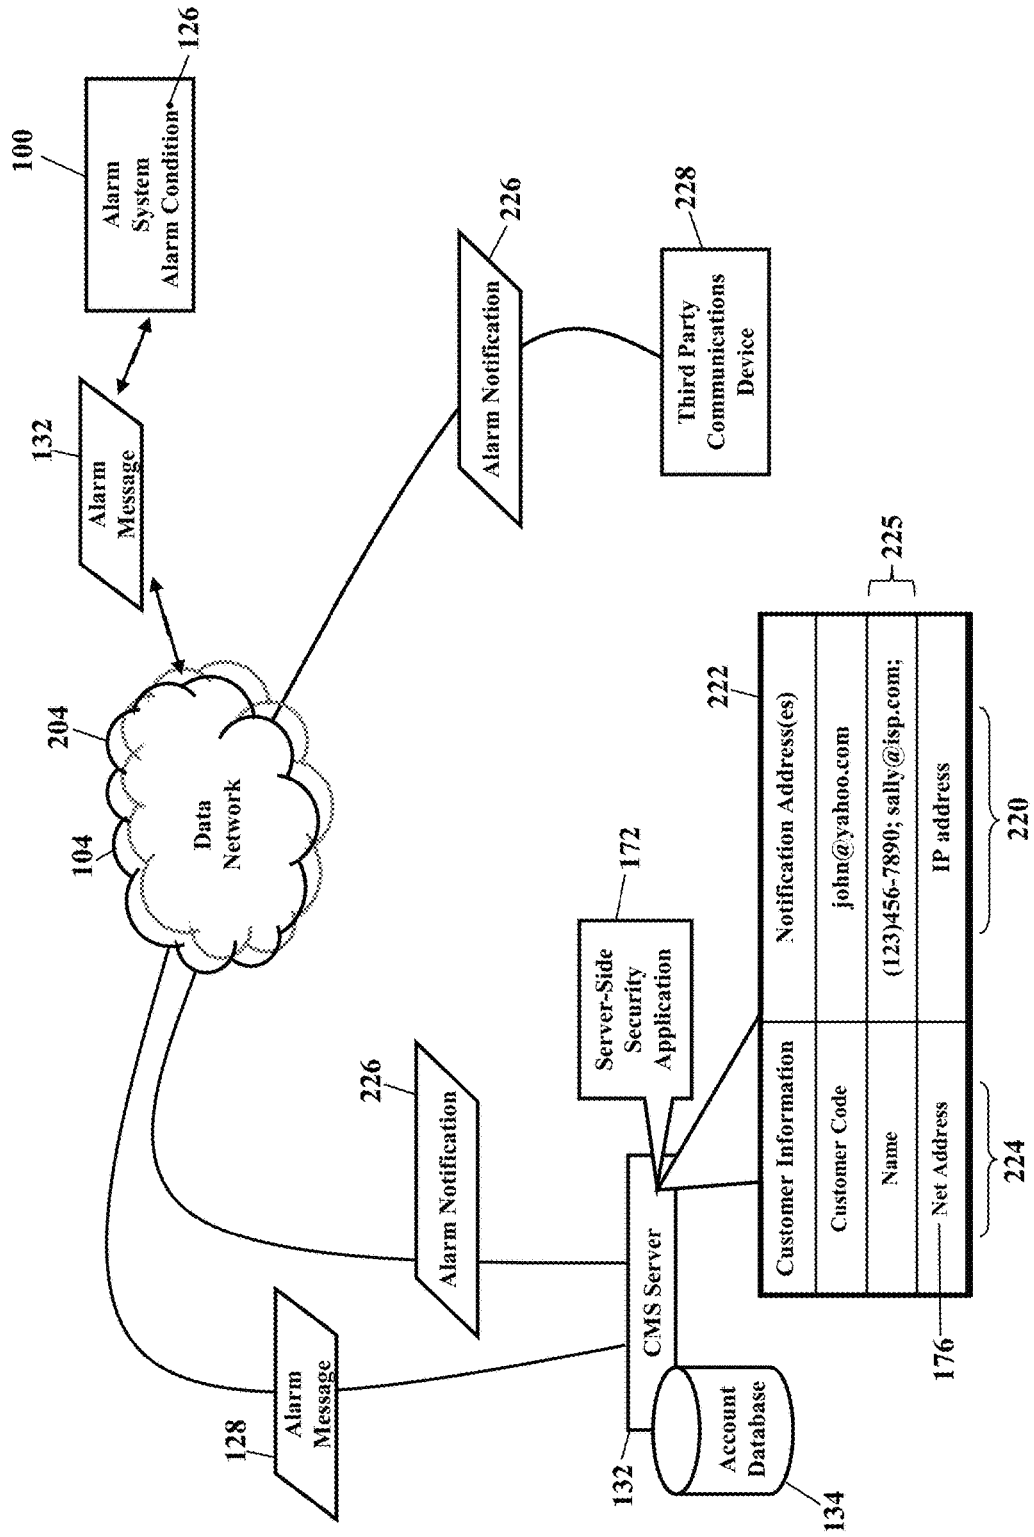 100
Alarm
System
Alarm Condition
126
132
Alarm
Message
204
104
Data
Network
Alarm Notification
226
Third Party
Communications
Device
228
128
Alarm
Message
226
Alarm Notification
132
CMS Server
Account
Database
134
Server-Side
Security
Application
172
222
225
Customer Information
Notification Address(es)
Customer Code
john@yahoo.com
Name
(123)456-7890; sally@isp.com;
176
Net Address
IP address
224
220